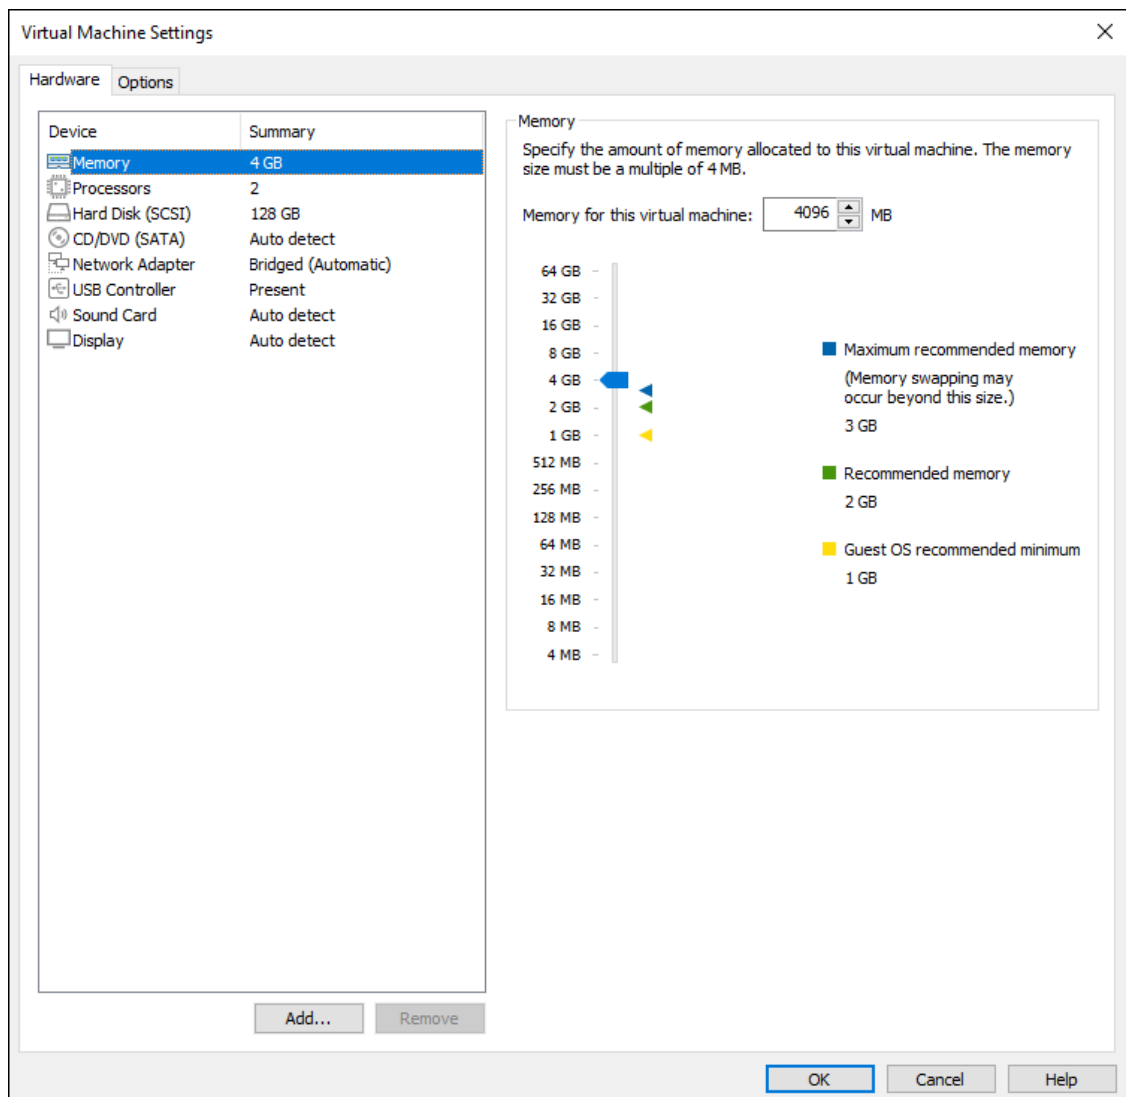 Virtual Machine Settings
Hardware
Options
Device Summary
Memory 4 GB
Processors 2
Hard Disk (SCSI) 128 GB
CD/DVD (SATA) Auto detect
Network Adapter Bridged (Automatic)
USB Controller Present
Sound Card Auto detect
Display Auto detect
Add...
Remove
Memory
Specify the amount of memory allocated to this virtual machine. The memory
size must be a multiple of 4 MB.
Memory for this virtual machine: 4096 MB
64 GB
32 GB
16 GB
8 GB
4 GB
2 GB
1 GB
512 MB
256 MB
128 MB
64 MB
32 MB
16 MB
8 MB
4 MB
Maximum recommended memory
(Memory swapping may
occur beyond this size.)
3 GB
Recommended memory
2 GB
Guest OS recommended minimum
1 GB
OK
Cancel
Help